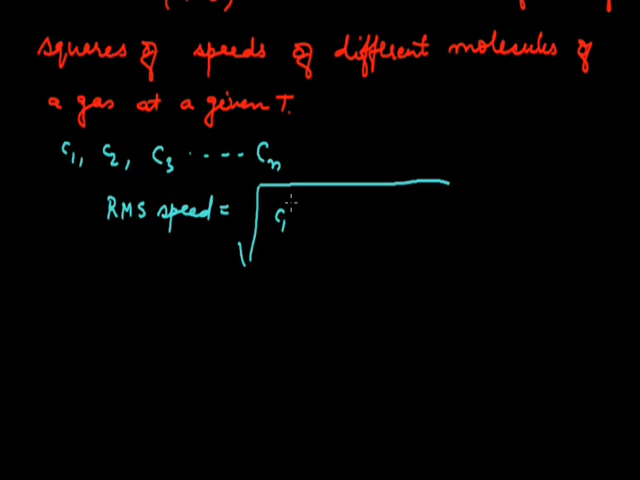 squares of speeds of different molecules of
a gas at a given T.
C1, C2, C3 ..... Cn
RMS speed = √ C1